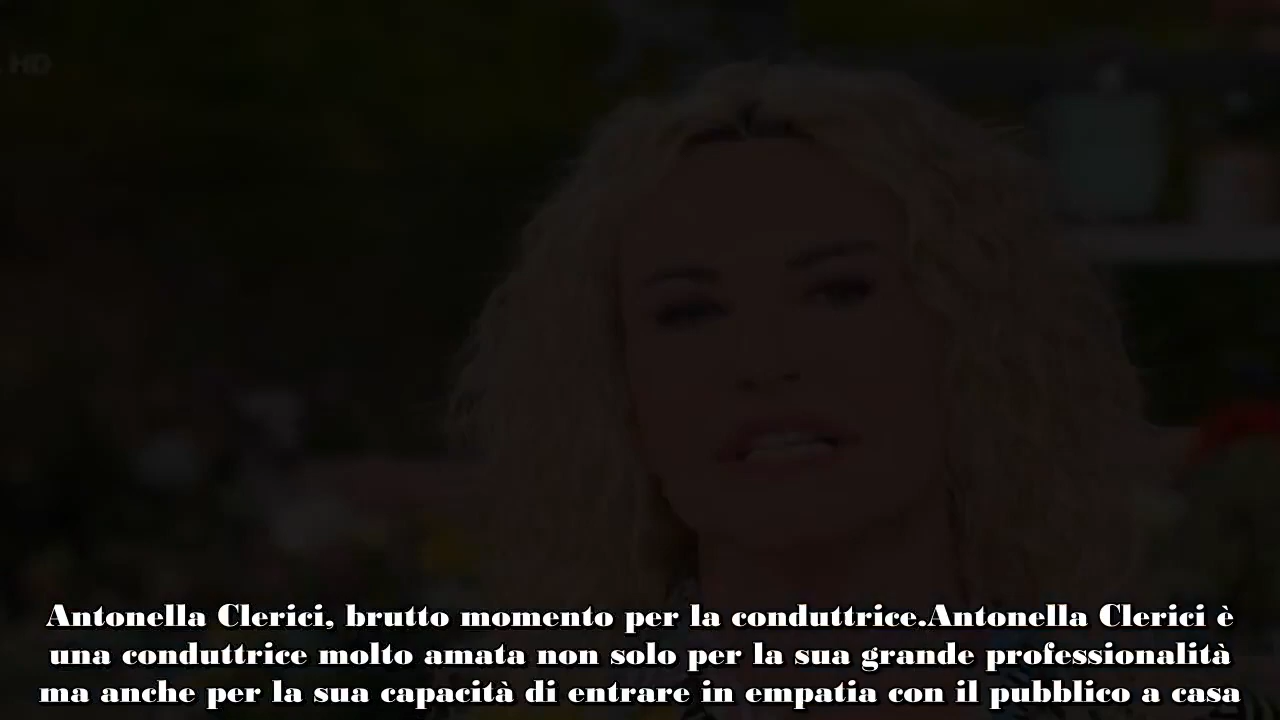 HD
Antonella Clerici, brutto momento per la conduttrice.Antonella Clerici è
una conduttrice molto amata non solo per la sua grande professionalità
ma anche per la sua capacità di entrare in empatia con il pubblico a casa